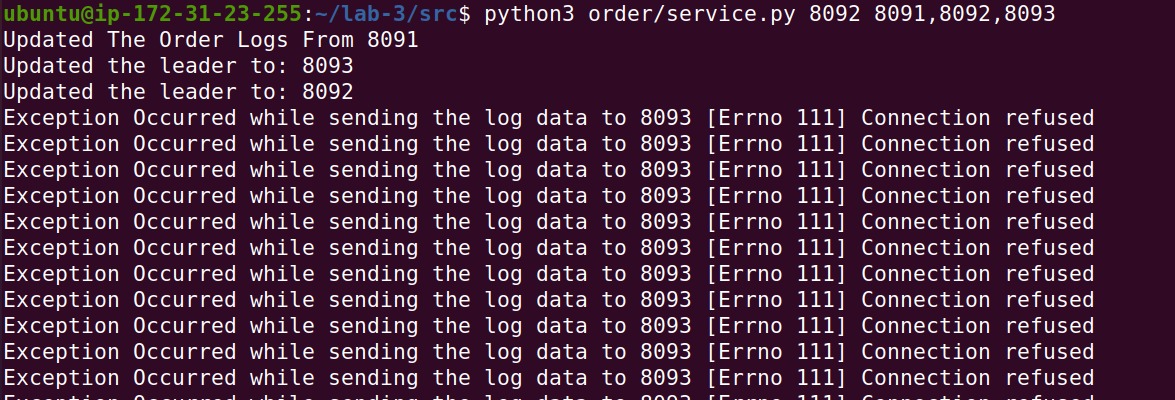 ubuntu@ip-172-31-23-255:~/lab-3/src$ python3 order/service.py 8092 8091,8092,8093
Updated The Order Logs From 8091
Updated the leader to: 8093
Updated the leader to: 8092
Exception Occurred while sending the log data to 8093 [Errno 111] Connection refused
Exception Occurred while sending the log data to 8093 [Errno 111] Connection refused
Exception Occurred while sending the log data to 8093 [Errno 111] Connection refused
Exception Occurred while sending the log data to 8093 [Errno 111] Connection refused
Exception Occurred while sending the log data to 8093 [Errno 111] Connection refused
Exception Occurred while sending the log data to 8093 [Errno 111] Connection refused
Exception Occurred while sending the log data to 8093 [Errno 111] Connection refused
Exception Occurred while sending the log data to 8093 [Errno 111] Connection refused
Exception Occurred while sending the log data to 8093 [Errno 111] Connection refused
Exception Occurred while sending the log data to 8093 [Errno 111] Connection refused
Exception Occurred while sending the log data to 8093 [Errno 111] Connection refused